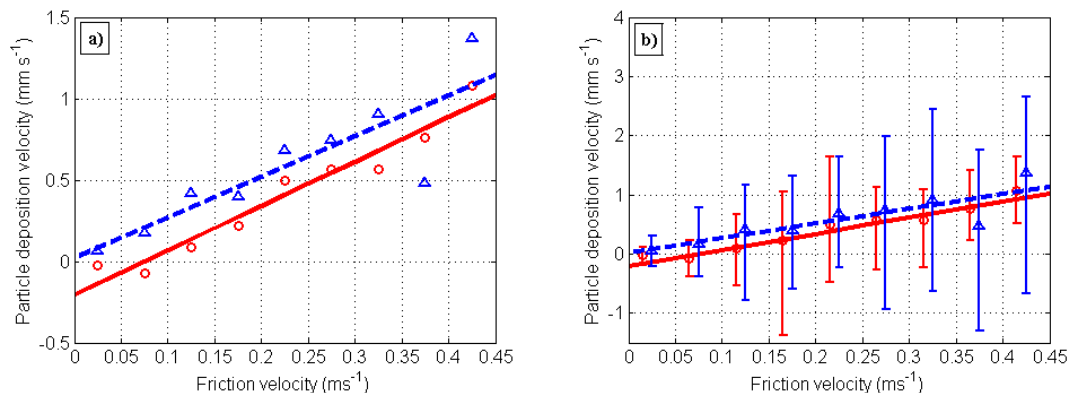 a)
Particle deposition velocity (mm s⁻¹)
1.5
1
0.5
0
-0.5
0 0.05 0.1 0.15 0.2 0.25 0.3 0.35 0.4 0.45
Friction velocity (ms⁻¹)
b)
Particle deposition velocity (mm s⁻¹)
4
3
2
1
0
-1
0 0.05 0.1 0.15 0.2 0.25 0.3 0.35 0.4 0.45
Friction velocity (ms⁻¹)